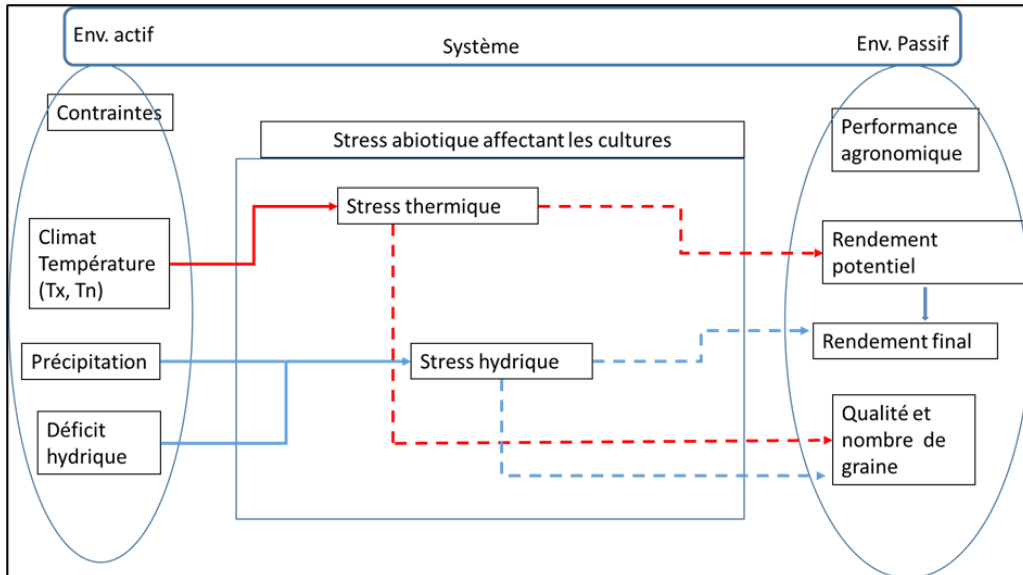 Env. actif
Système
Env. Passif
Contraintes
Stress abiotique affectant les cultures
Performance
agronomique
Stress thermique
Climat
Température
(Tx, Tn)
Rendement
potentiel
Précipitation
Stress hydrique
Rendement final
Déficit
hydrique
Qualité et
nombre de
graine